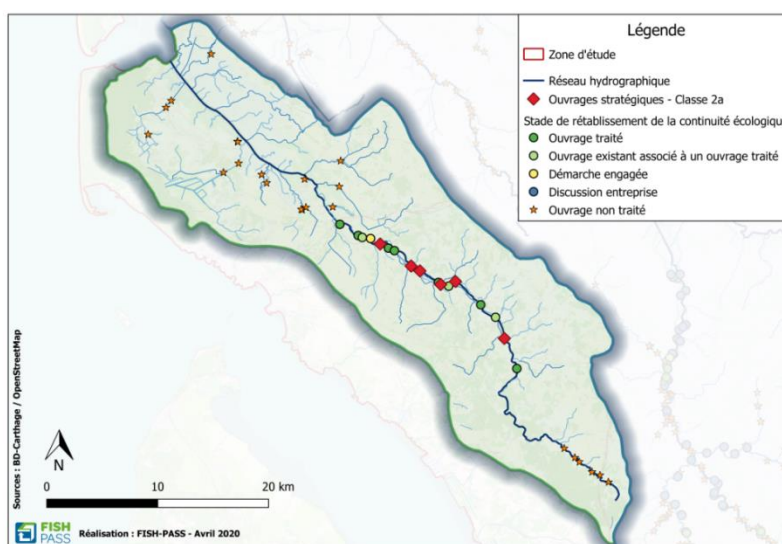 Légende
Zone d'étude
Réseau hydrographique
Ouvrages stratégiques - Classe 2a
Stade de rétablissement de la continuité écologique
Ouvrage traité
Ouvrage existant associé à un ouvrage traité
Démarche engagée
Discussion entreprise
Ouvrage non traité
Sources : BD-Carthage / OpenStreetMap
N
0 10 20 km
FISH
PASS
Réalisation : FISH-PASS - Avril 2020